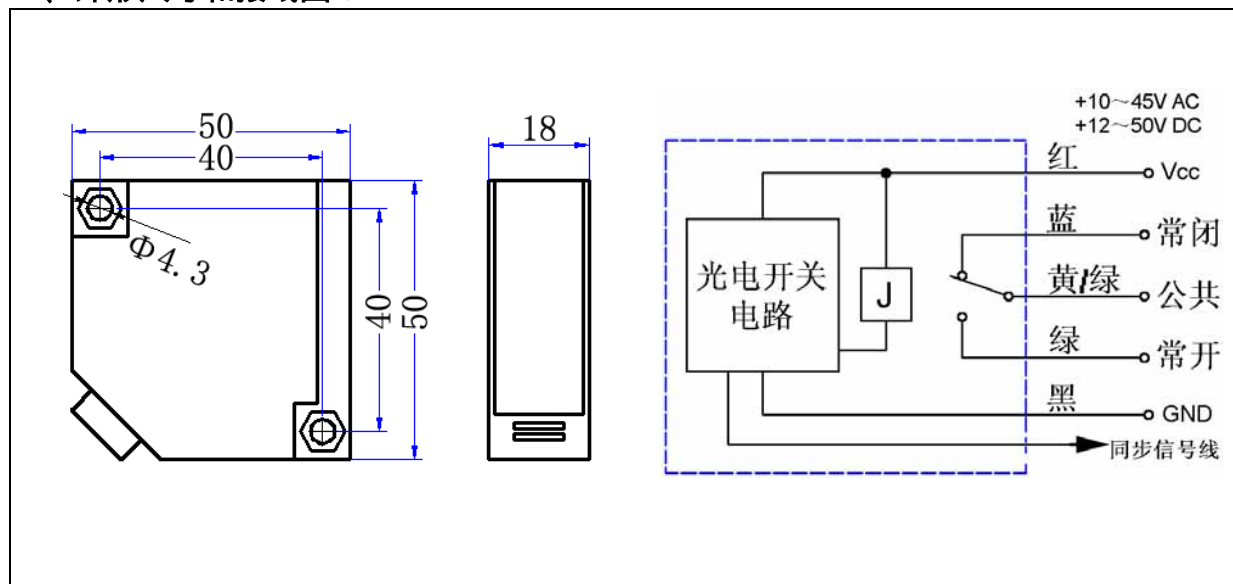 50
40
Φ4.3
40
50
18
+10～45V AC
+12～50V DC
红
Vcc
蓝
常闭
光电开关
电路
J
黄/绿
公共
绿
常开
黑
GND
同步信号线